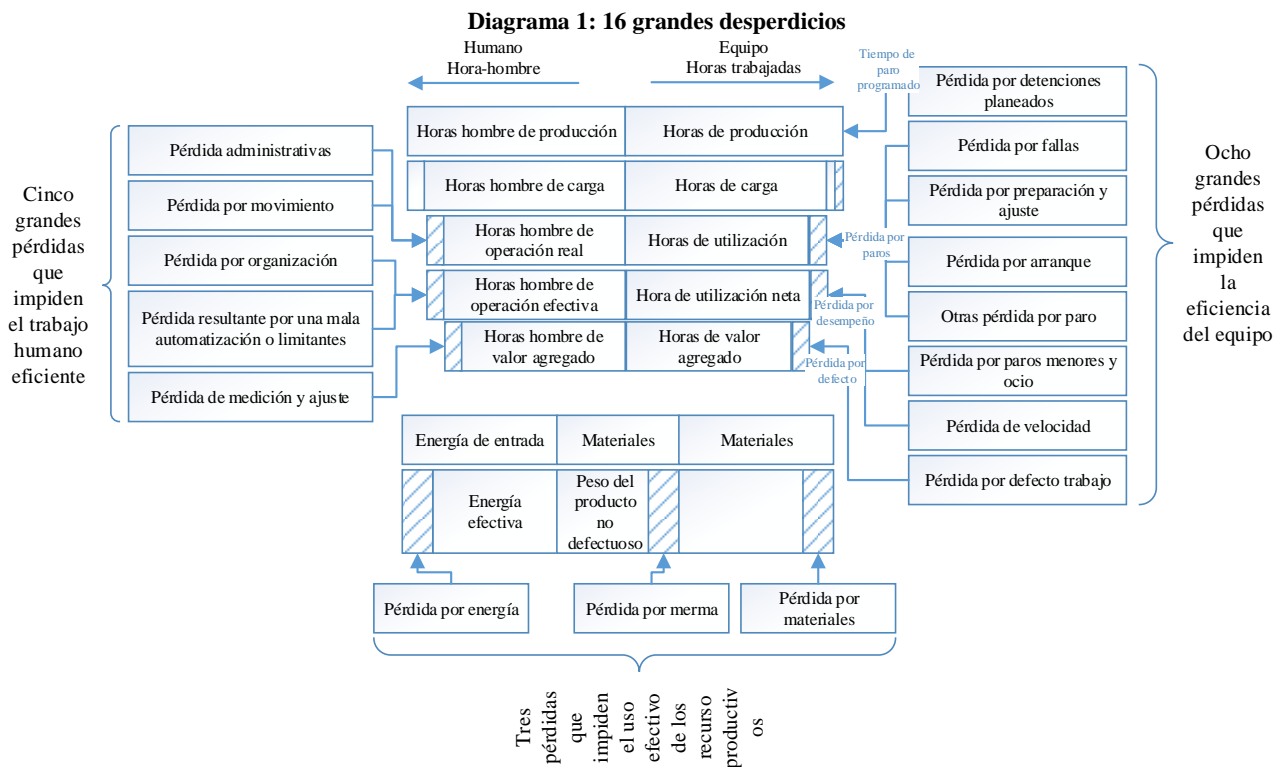 Diagrama 1: 16 grandes desperdicios
Humano
Hora-hombre
Equipo
Horas trabajadas
Tiempo de
paro
programado
Cinco
grandes
pérdidas
que
impiden
el trabajo
humano
eficiente
Pérdida administrativas
Pérdida por movimiento
Pérdida por organización
Pérdida resultante por una mala
automatización o limitantes
Pérdida de medición y ajuste
Horas hombre de producción
Horas de producción
Horas hombre de carga
Horas de carga
Horas hombre de
operación real
Horas de utilización
Horas hombre de
operación efectiva
Hora de utilización neta
Horas hombre de
valor agregado
Horas de valor
agregado
Pérdida por
paros
Pérdida por
desempeño
Pérdida por
defecto
Pérdida por detenciones
planeados
Pérdida por fallas
Pérdida por preparación y
ajuste
Pérdida por arranque
Otras pérdida por paro
Pérdida por paros menores y
ocio
Pérdida de velocidad
Pérdida por defecto trabajo
Ocho
grandes
pérdidas
que
impiden
la
eficiencia
del equipo
Energía de entrada
Materiales
Materiales
Energía
efectiva
Peso del
producto
no
defectuoso
Pérdida por energía
Pérdida por merma
Pérdida por
materiales
Tres
pérdidas
que
impiden
el uso
efectivo
de los
recurso
productiv
os